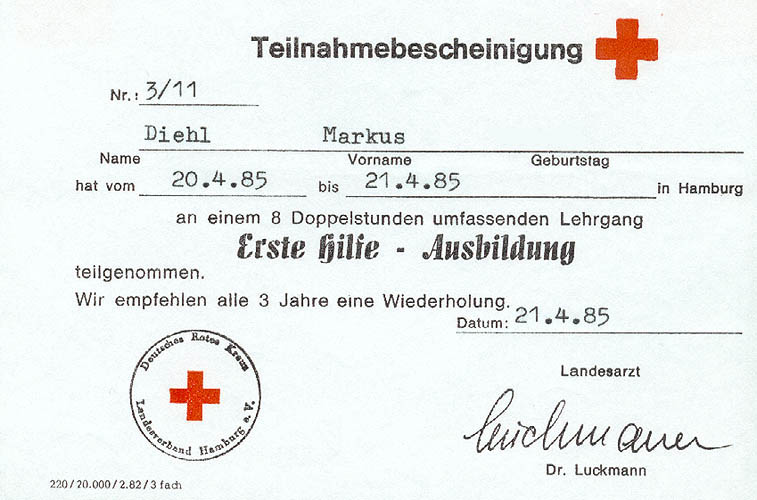 Teilnahmebescheinigung
Nr.: 3/11
Diehl Markus
Name Vorname Geburtstag
hat vom 20.4.85 bis 21.4.85 in Hamburg
an einem 8 Doppelstunden umfassenden Lehrgang
Erste Hilfe - Ausbildung
teilgenommen.
Wir empfehlen alle 3 Jahre eine Wiederholung.
Datum: 21.4.85
Deutsches Rotes Kreuz
Landesverband Hamburg e. V.
Landesarzt
Dr. Luckmann
220/20.000/2.82/3 fach